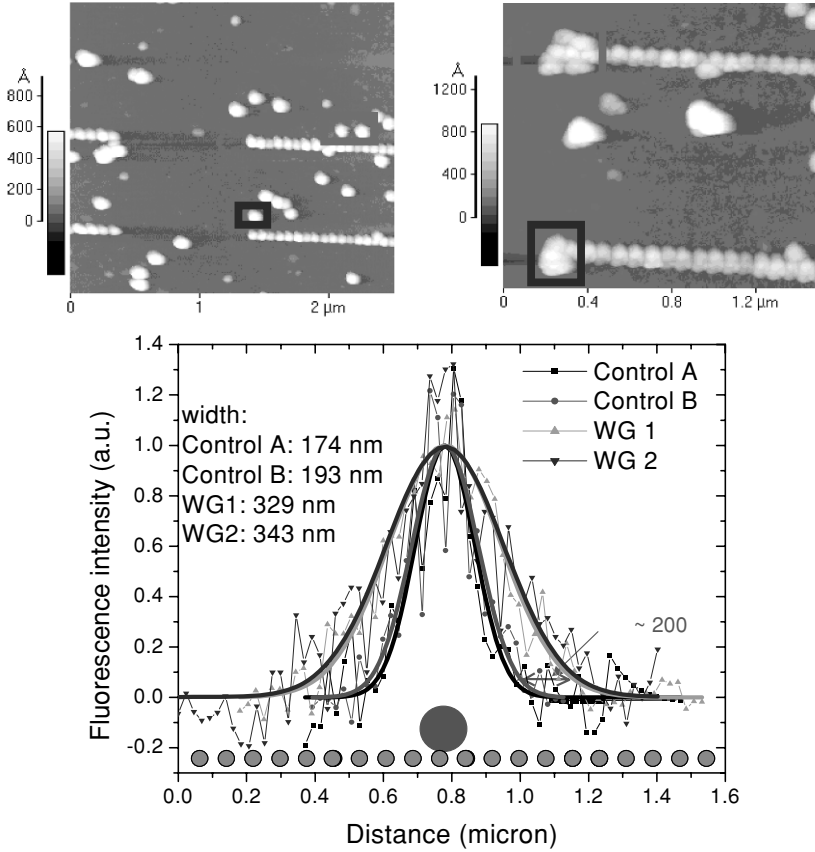 Å
800
600
400
200
0
0
1
2 µm
Å
1200
800
400
0
0
0.4
0.8
1.2 µm
1.4
1.2
1.0
0.8
0.6
0.4
0.2
0.0
-0.2
Fluorescence intensity (a.u.)
width:
Control A: 174 nm
Control B: 193 nm
WG1: 329 nm
WG2: 343 nm
Control A
Control B
WG 1
WG 2
~ 200
0.0 0.2 0.4 0.6 0.8 1.0 1.2 1.4 1.6
Distance (micron)